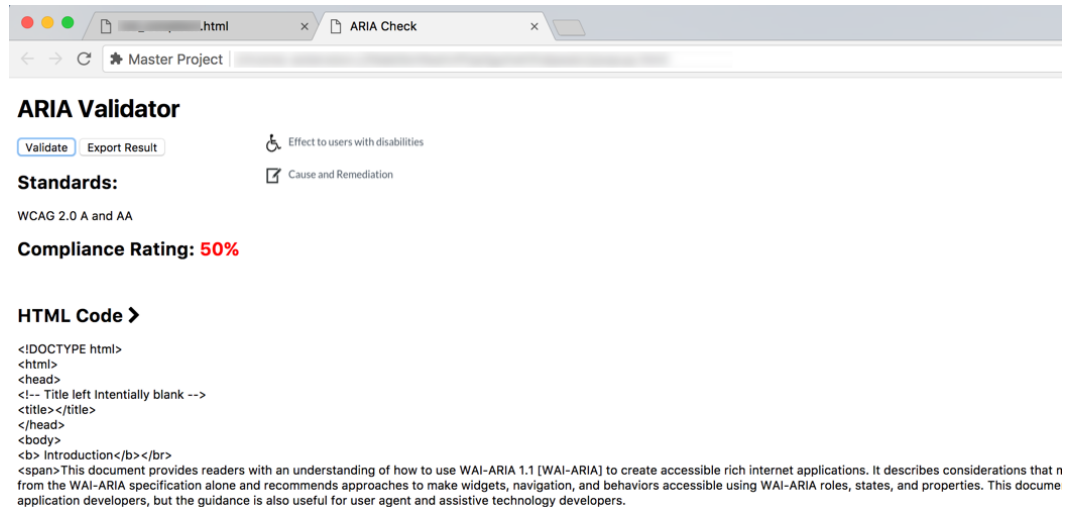 .html
ARIA Check
Master Project
ARIA Validator
Validate Export Result
Effect to users with disabilities
Cause and Remediation
Standards:
WCAG 2.0 A and AA
Compliance Rating: 50%
HTML Code
<!DOCTYPE html>
<html>
<head>
<!-- Title left Intentially blank -->
<title></title>
</head>
<body>
<b> Introduction</b></br>
<span>This document provides readers with an understanding of how to use WAI-ARIA 1.1 [WAI-ARIA] to create accessible rich internet applications. It describes considerations that
from the WAI-ARIA specification alone and recommends approaches to make widgets, navigation, and behaviors accessible using WAI-ARIA roles, states, and properties. This docume
application developers, but the guidance is also useful for user agent and assistive technology developers.